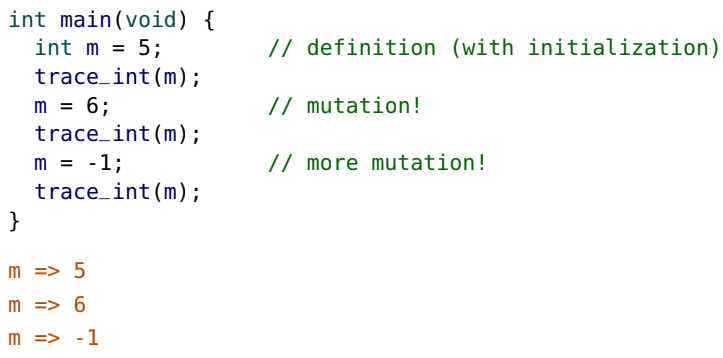 int main(void) {
  int m = 5;        // definition (with initialization)
  trace_int(m);
  m = 6;            // mutation!
  trace_int(m);
  m = -1;           // more mutation!
  trace_int(m);
}
m => 5
m => 6
m => -1